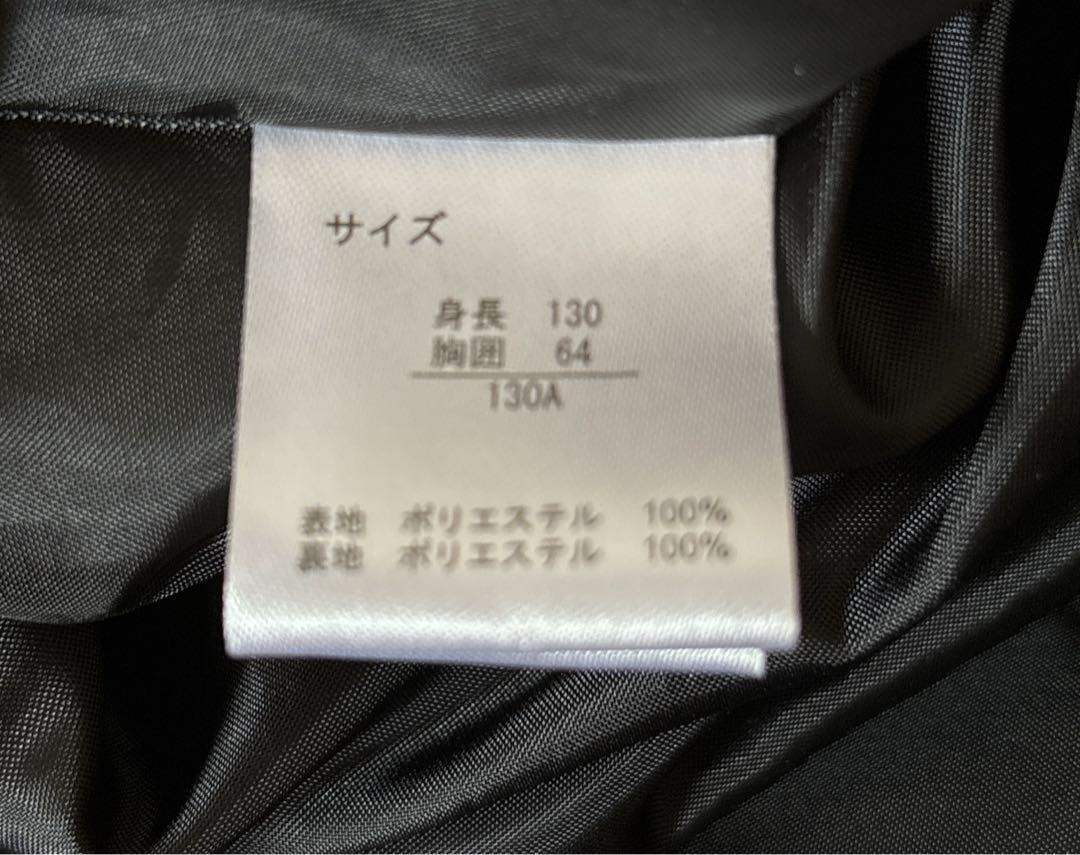 サイズ
身長 130
胸囲 64
130A
表地 ポリエステル 100%
裏地 ポリエステル 100%